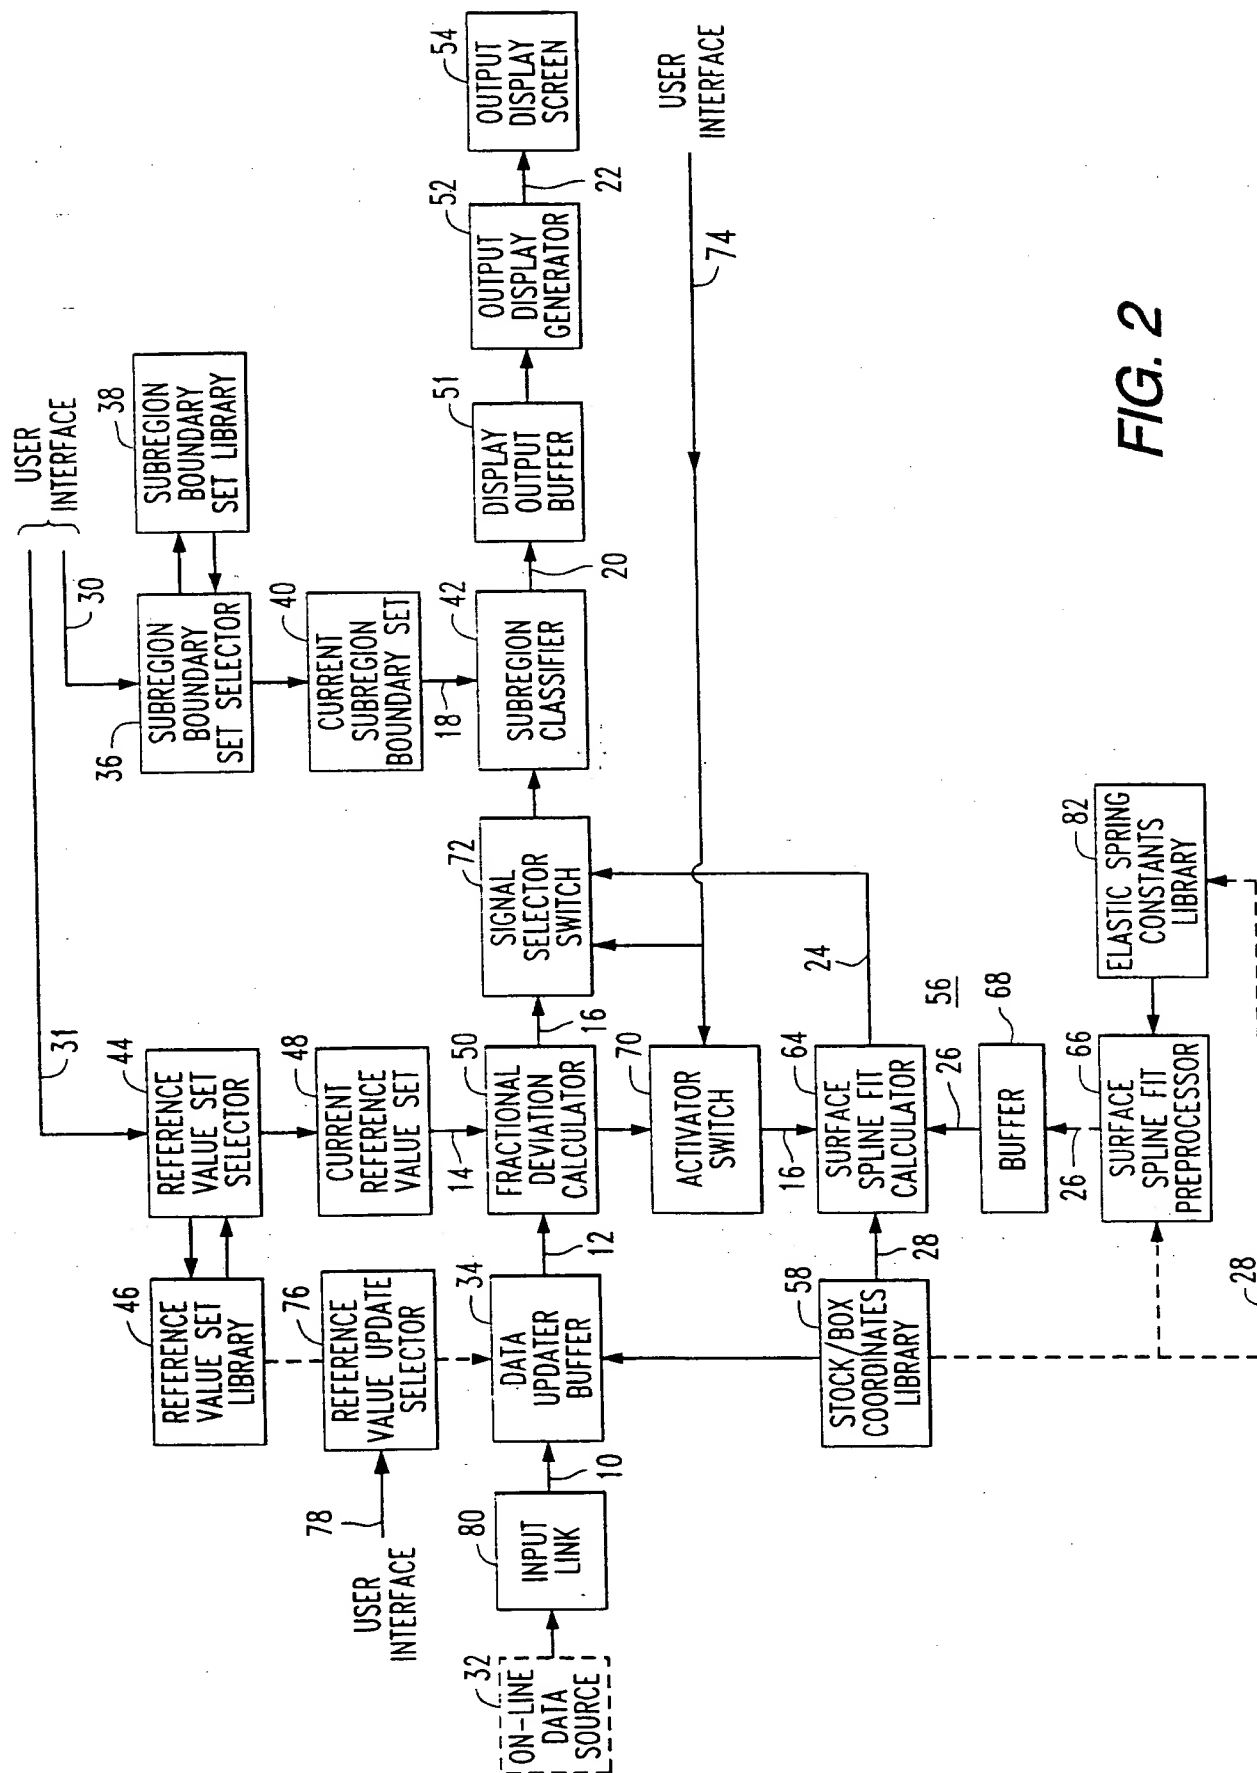 USER
INTERFACE
31
30
44
REFERENCE
VALUE SET
SELECTOR
46
REFERENCE
VALUE SET
LIBRARY
36
SUBREGION
BOUNDARY
SET SELECTOR
38
SUBREGION
BOUNDARY
SET LIBRARY
78
USER
INTERFACE
76
REFERENCE
VALUE UPDATE
SELECTOR
48
CURRENT
REFERENCE
VALUE SET
40
CURRENT
SUBREGION
BOUNDARY SET
14
18
32
ON-LINE
DATA
SOURCE
80
INPUT
LINK
10
34
DATA
UPDATER
BUFFER
12
50
FRACTIONAL
DEVIATION
CALCULATOR
16
72
SIGNAL
SELECTOR
SWITCH
42
SUBREGION
CLASSIFIER
20
51
DISPLAY
OUTPUT
BUFFER
52
OUTPUT
DISPLAY
GENERATOR
22
54
OUTPUT
DISPLAY
SCREEN
70
ACTIVATOR
SWITCH
74
USER
INTERFACE
16
58
STOCK/BOX
COORDINATES
LIBRARY
28
64
SURFACE
SPLINE FIT
CALCULATOR
24
26
56
68
BUFFER
26
66
SURFACE
SPLINE FIT
PREPROCESSOR
82
ELASTIC SPRING
CONSTANTS
LIBRARY
28
FIG. 2